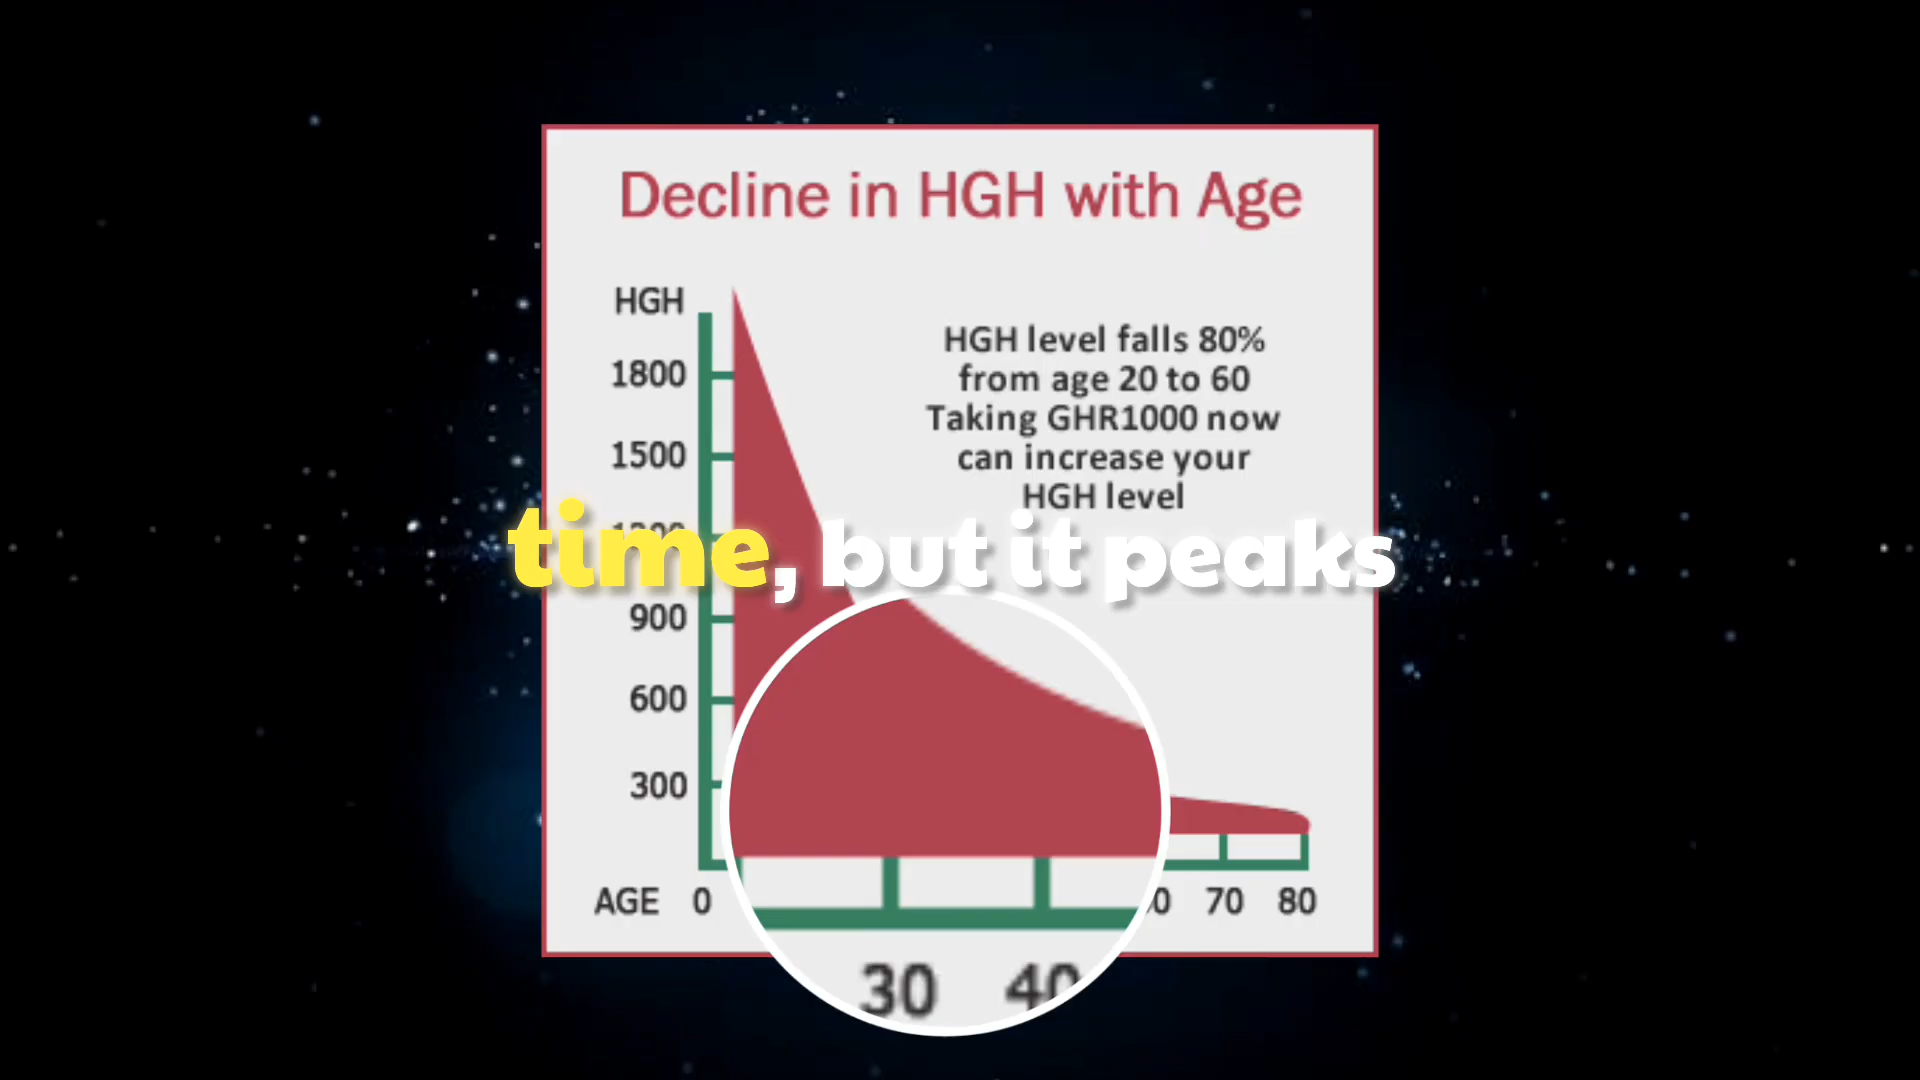 Decline in HGH with Age
HGH
1800
1500
900
600
300
HGH level falls 80%
from age 20 to 60
Taking GHR1000 now
can increase your
HGH level
time, but it peaks
AGE 0 70 80
30 40